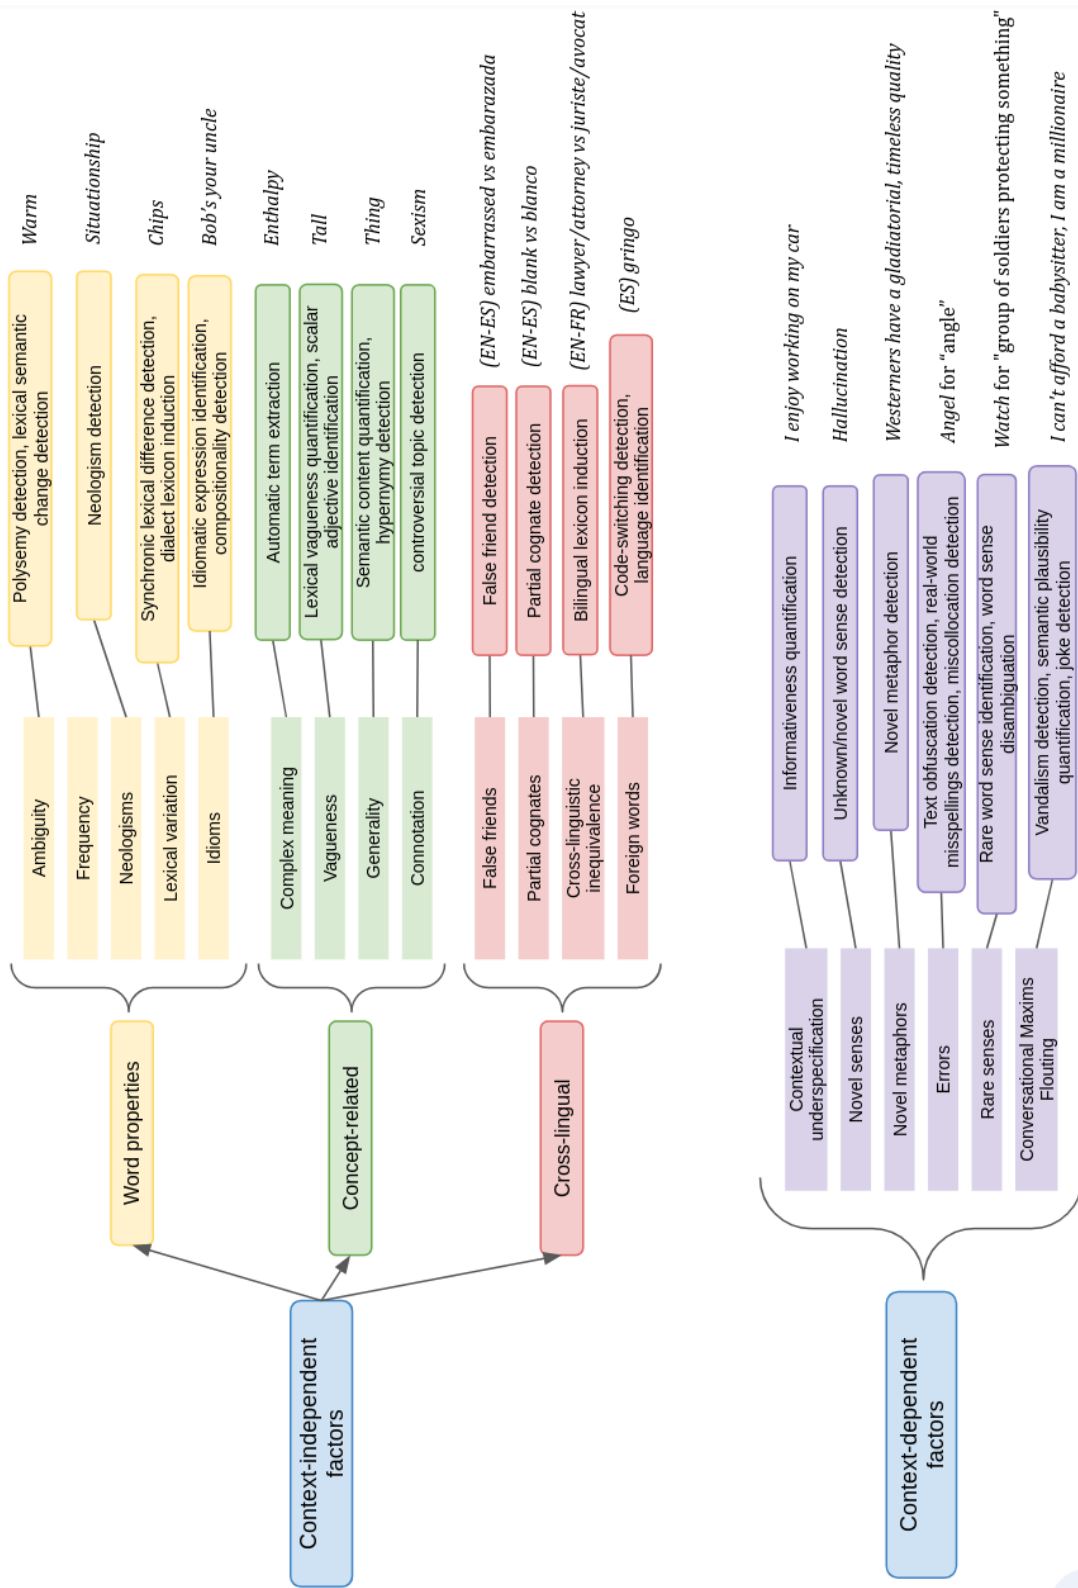 Context-independent
factors
Word properties
Ambiguity
Polysemy detection, lexical semantic
change detection
Warm
Frequency
Neologisms
Neologism detection
Situationship
Lexical variation
Synchronic lexical difference detection,
dialect lexicon induction
Chips
Idioms
Idiomatic expression identification,
compositionality detection
Bob's your uncle
Concept-related
Complex meaning
Automatic term extraction
Enthalpy
Vagueness
Lexical vagueness quantification, scalar
adjective identification
Tall
Generality
Semantic content quantification,
hypernymy detection
Thing
Connotation
controversial topic detection
Sexism
Cross-lingual
False friends
False friend detection
(EN-ES) embarrassed vs embarazada
Partial cognates
Partial cognate detection
(EN-ES) blank vs blanco
Cross-linguistic
inequivalence
Bilingual lexicon induction
(EN-FR) lawyer/attorney vs juriste/avocat
Foreign words
Code-switching detection,
language identification
(ES) gringo
Context-dependent
factors
Contextual
underspecification
Informativeness quantification
I enjoy working on my car
Novel senses
Unknown/novel word sense detection
Hallucination
Novel metaphors
Novel metaphor detection
Westerners have a gladiatorial, timeless quality
Errors
Text obfuscation detection, real-world
misspellings detection, miscollocation detection
Angel for “angle”
Rare senses
Rare word sense identification, word sense
disambiguation
Watch for "group of soldiers protecting something"
Conversational Maxims
Flouting
Vandalism detection, semantic plausibility
quantification, joke detection
I can't afford a babysitter, I am a millionaire